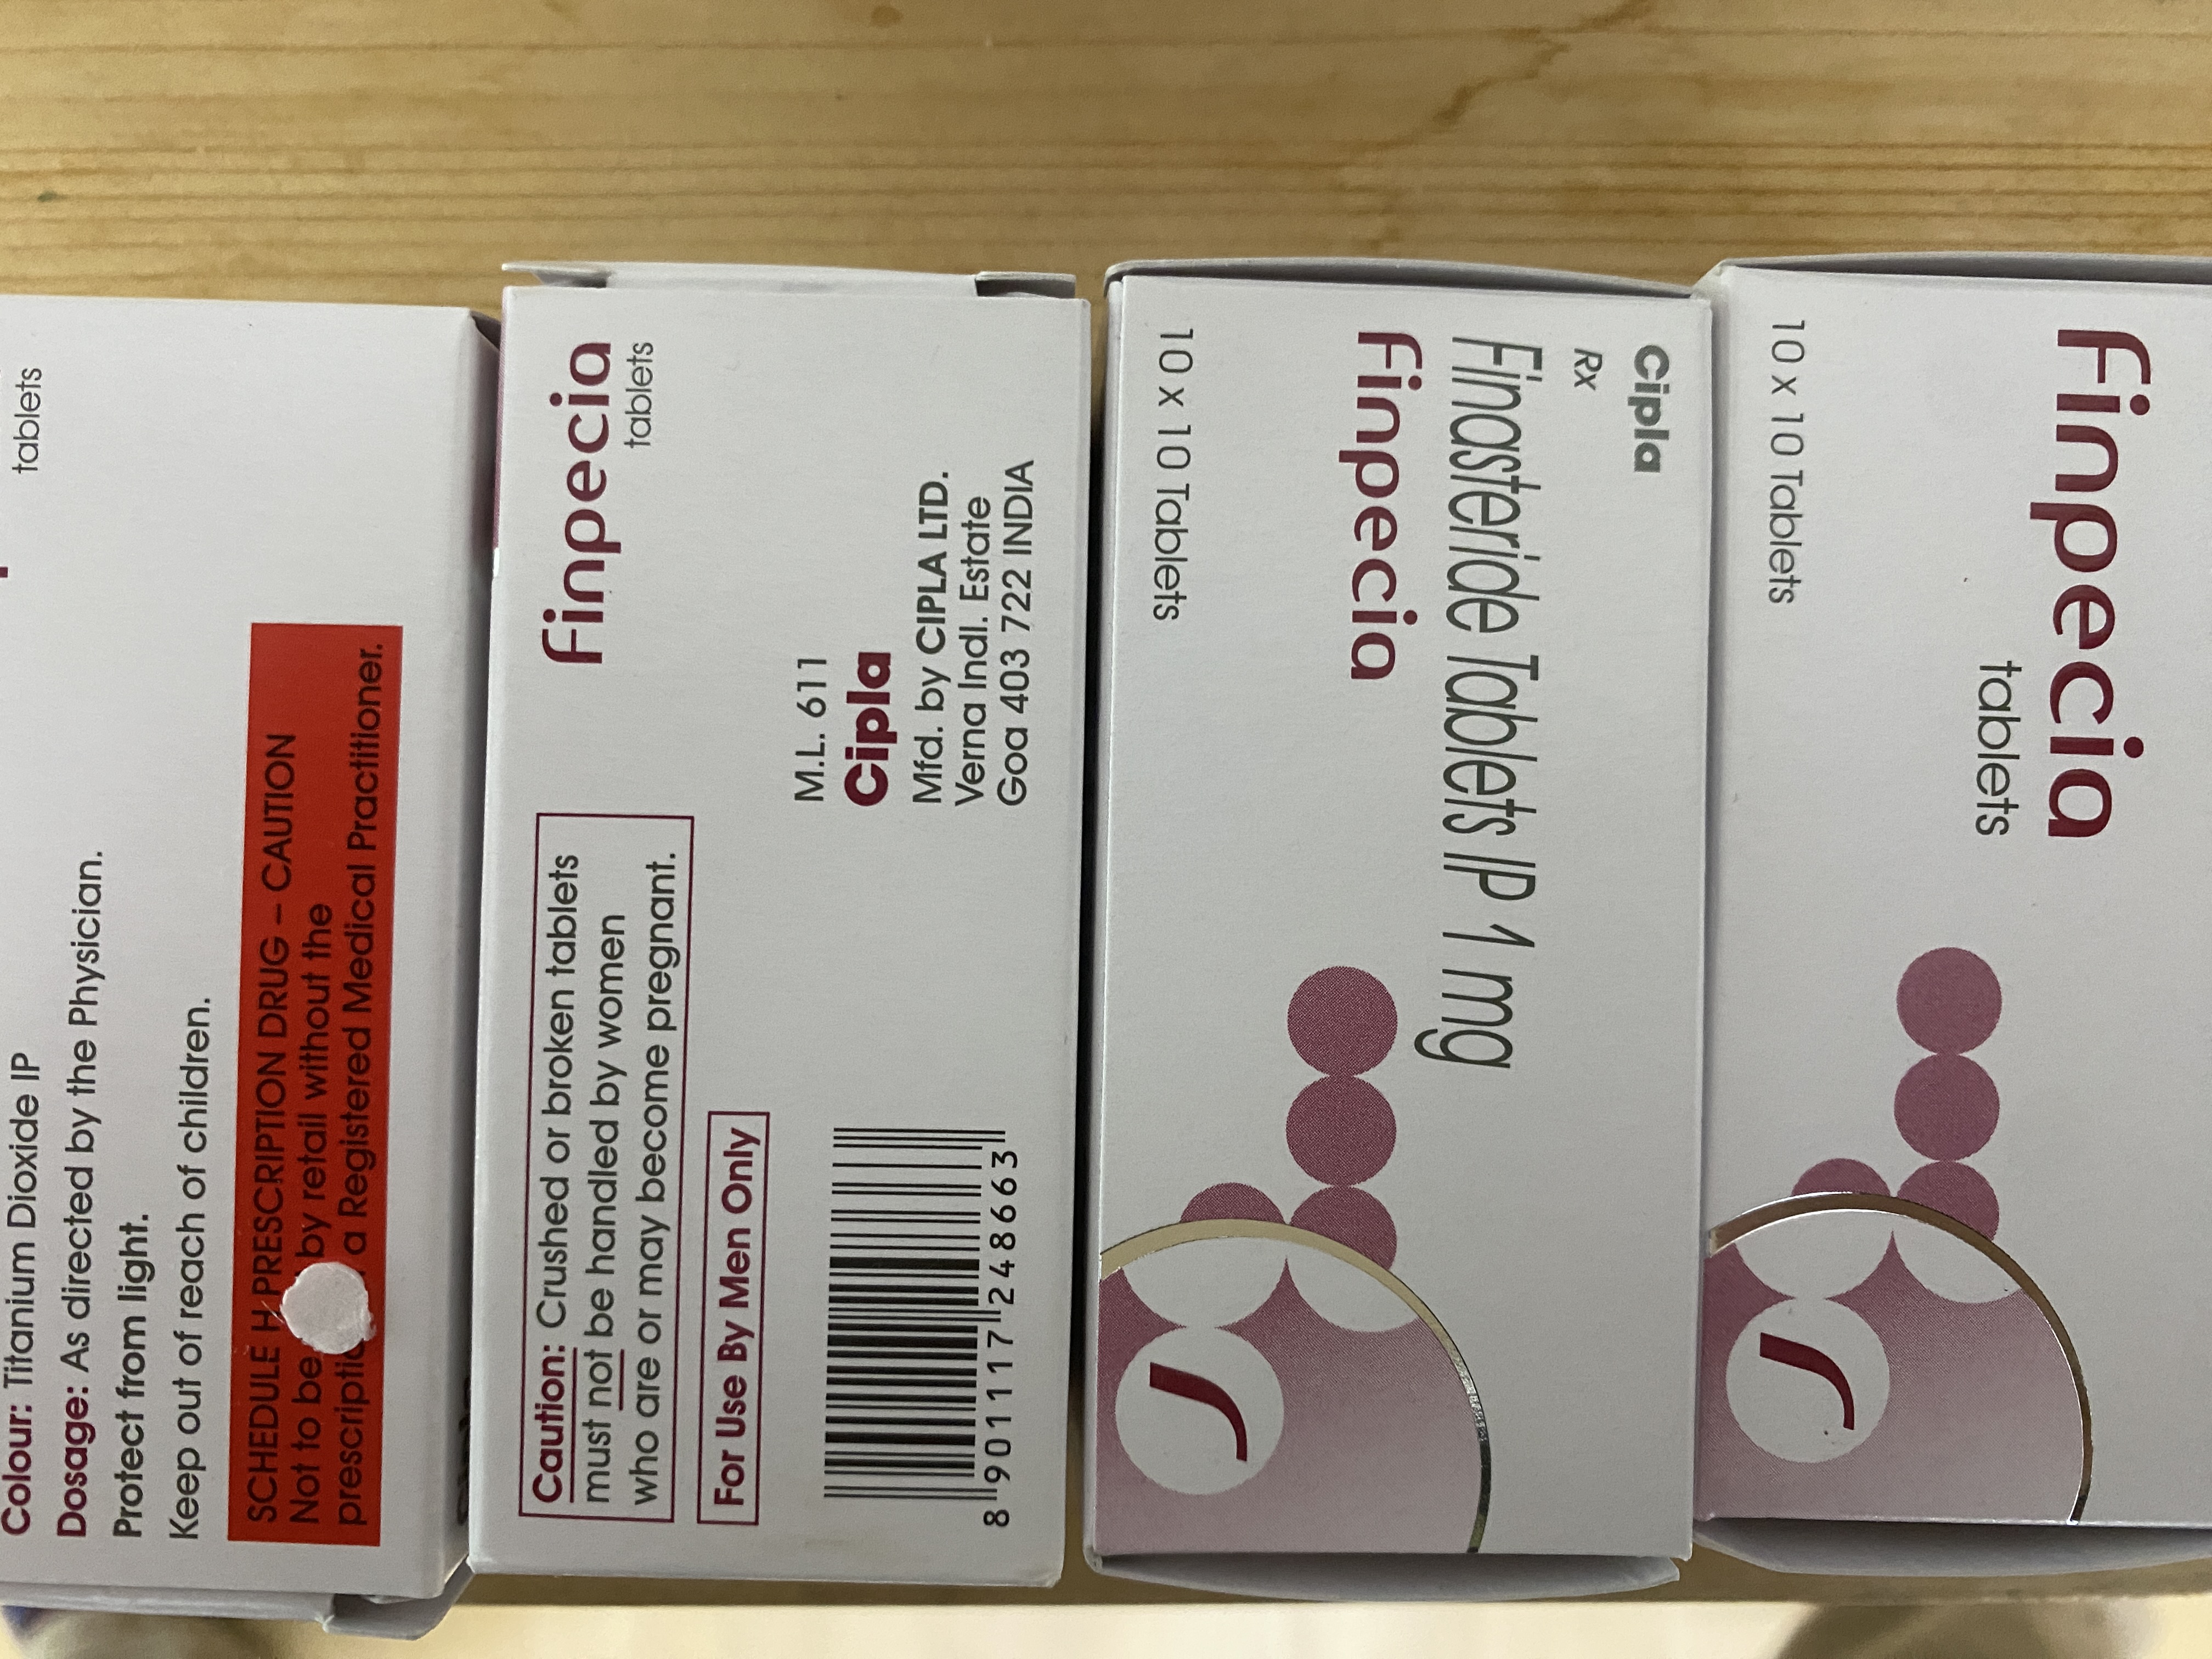 tablets
Colour: Titanium Dioxide IP
Dosage: As directed by the Physician.
Protect from light.
Keep out of reach of children.
SCHEDULE H PRESCRIPTION DRUG – CAUTION
Not to be by retail without the
a Registered Medical Practitioner.
Finpecia
tablets
Caution: Crushed or broken tablets
must not be handled by women
who are or may become pregnant.
For Use By Men Only
M.L. 611
Cipla
Mfd. by CIPLA LTD.
Verna Indl. Estate
Goa 403 722 INDIA
8 901117 248663
Cipla
Rx
Finasteride Tablets IP 1 mg
Finpecia
10 x 10 Tablets
Finpecia
tablets
10 x 10 Tablets